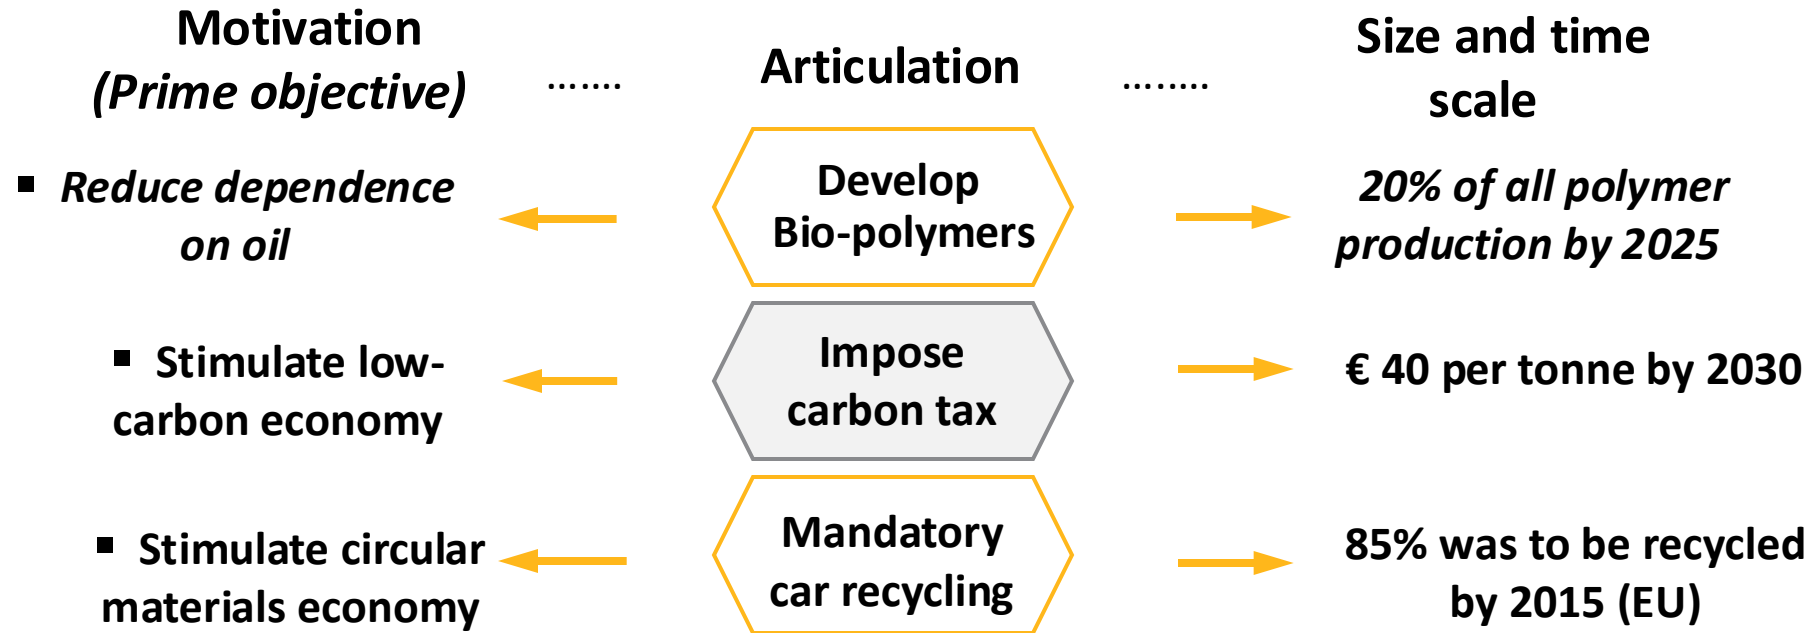 Motivation
(Prime objective)
.......
Articulation
........
Size and time
scale
▪ Reduce dependence
on oil
Develop
Bio-polymers
20% of all polymer
production by 2025
▪ Stimulate low-
carbon economy
Impose
carbon tax
€ 40 per tonne by 2030
▪ Stimulate circular
materials economy
Mandatory
car recycling
85% was to be recycled
by 2015 (EU)